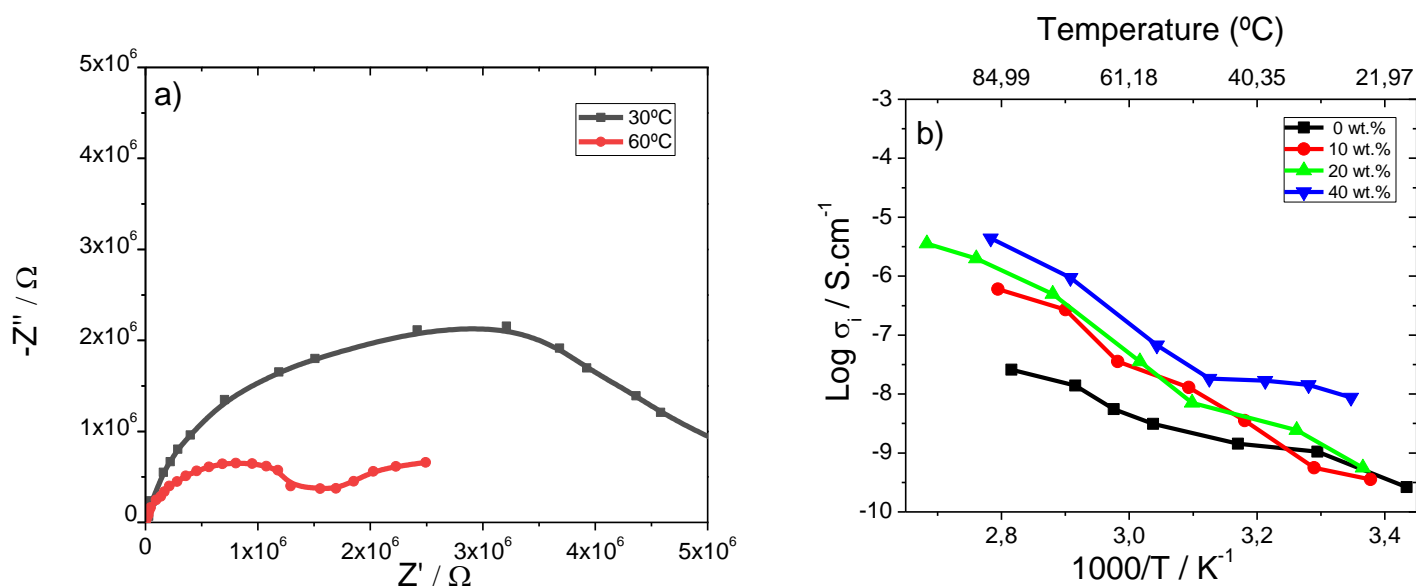 a)
5x10⁶
4x10⁶
3x10⁶
2x10⁶
1x10⁶
0
-Z'' / Ω
30ºC
60ºC
0 1x10⁶ 2x10⁶ 3x10⁶ 4x10⁶ 5x10⁶
Z' / Ω
Temperature (ºC)
84,99 61,18 40,35 21,97
b)
-3
-4
-5
-6
-7
-8
-9
-10
Log σᵢ / S.cm⁻¹
0 wt.%
10 wt.%
20 wt.%
40 wt.%
2,8 3,0 3,2 3,4
1000/T / K⁻¹